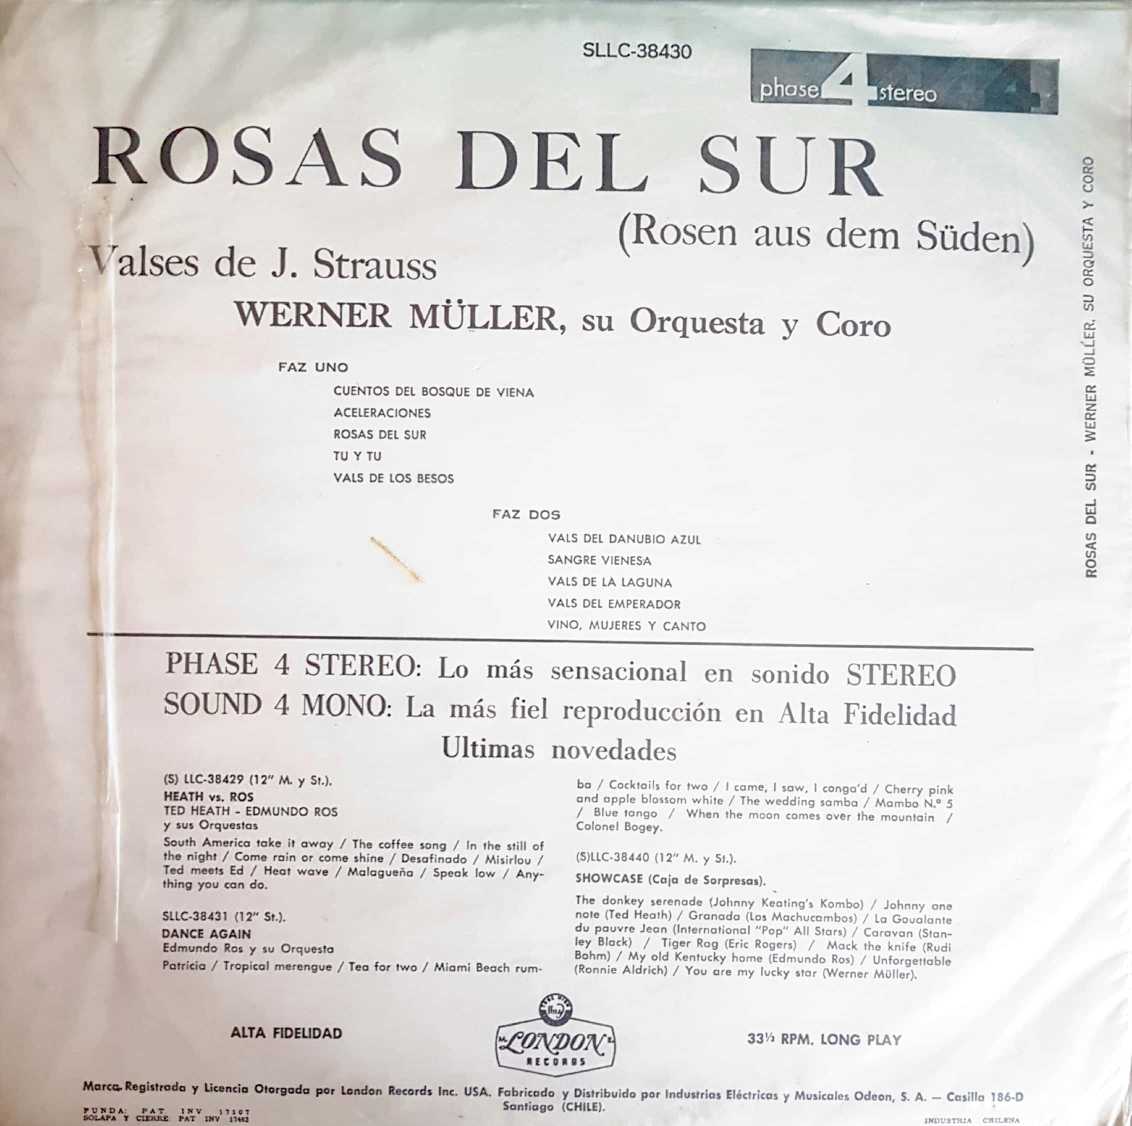 SLLC-38430
phase 4 stereo
ROSAS DEL SUR
(Rosen aus dem Süden)
Valses de J. Strauss
WERNER MÜLLER, su Orquesta y Coro
FAZ UNO
CUENTOS DEL BOSQUE DE VIENA
ACELERACIONES
ROSAS DEL SUR
TU Y TU
VALS DE LOS BESOS
FAZ DOS
VALS DEL DANUBIO AZUL
SANGRE VIENESA
VALS DE LA LAGUNA
VALS DEL EMPERADOR
VINO, MUJERES Y CANTO
ROSAS DEL SUR - WERNER MÜLLER, SU ORQUESTA Y CORO
PHASE 4 STEREO: Lo más sensacional en sonido STEREO
SOUND 4 MONO: La más fiel reproducción en Alta Fidelidad
Ultimas novedades
(S) LLC-38429 (12" M. y St.).
HEATH vs. ROS
TED HEATH - EDMUNDO ROS
y sus Orquestas
South America take it away / The coffee song / In the still of
the night / Come rain or come shine / Desafinado / Misirlou /
Ted meets Ed / Heat wave / Malagueña / Speak low / Any-
thing you can do.
SLLC-38431 (12" St.).
DANCE AGAIN
Edmundo Ros y su Orquesta
Patricia / Tropical merengue / Tea for two / Miami Beach rum-
ba / Cocktails for two / I came, I saw, I conga'd / Cherry pink
and apple blossom white / The wedding samba / Mambo N.º 5
/ Blue tango / When the moon comes over the mountain /
Colonel Bogey.
(S)LLC-38440 (12" M. y St.).
SHOWCASE (Caja de Sorpresas).
The donkey serenade (Johnny Keating's Kombo) / Johnny one
note (Ted Heath) / Granada (Los Machucambos) / La Goualante
du pauvre Jean (International "Pop" All Stars) / Caravan (Stan-
ley Black) / Tiger Rag (Eric Rogers) / Mack the knife (Rudi
Bohm) / My old Kentucky home (Edmundo Ros) / Unforgettable
(Ronnie Aldrich) / You are my lucky star (Werner Müller).
ALTA FIDELIDAD
LONDON
RECORDS
33⅓ RPM. LONG PLAY
Marca Registrada y Licencia Otorgada por London Records Inc. USA. Fabricado y Distribuido por Industrias Eléctricas y Musicales Odeon, S. A. — Casilla 186-D
Santiago (CHILE).
FUNDA: PAT INV 17107
SOLAPA Y CIERRE PAT INV 17482
INDUSTRIA CHILENA